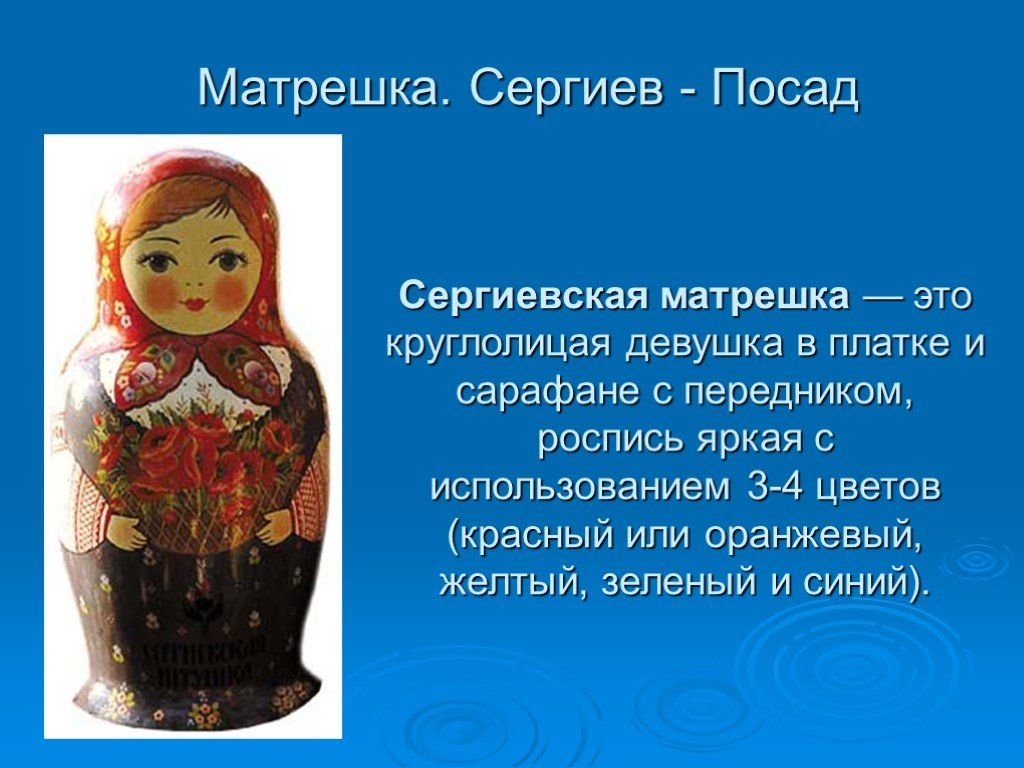 Матрешка. Сергиев - Посад
Сергиевская матрешка — это
круглолицая девушка в платке и
сарафане с передником,
роспись яркая с
использованием 3-4 цветов
(красный или оранжевый,
желтый, зеленый и синий).
СЕРГИЕВСКАЯ